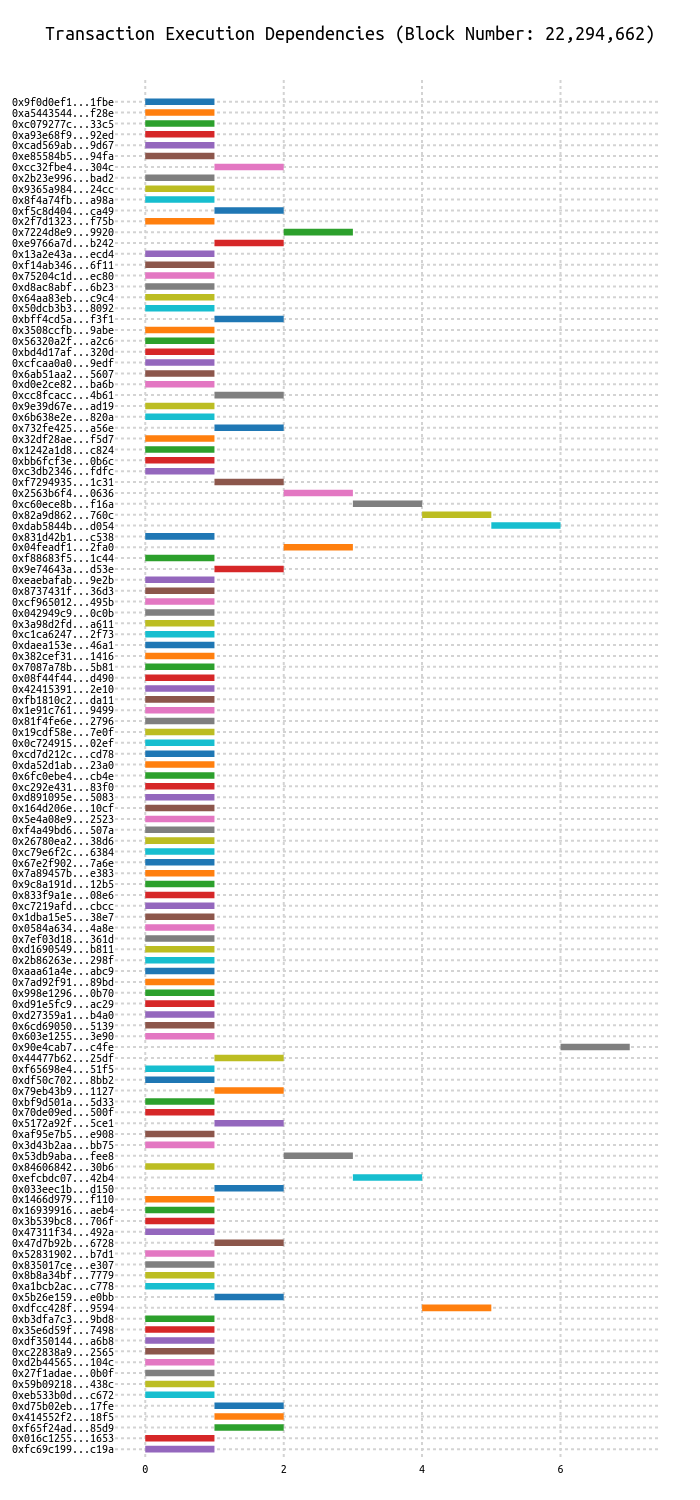 Transaction Execution Dependencies (Block Number: 22,294,662)
0x9f0d0ef1...1fbe
0xa5443544...f28e
0xc079277c...33c5
0xa93e68f9...92ed
0xcad569ab...9d67
0xe85584b5...94fa
0xcc32fbe4...304c
0x2b23e996...bad2
0x9365a984...24cc
0x8f4a74fb...a98a
0xf5c8d404...ca49
0x2f7d1323...f75b
0x7224d8e9...9920
0xe9766a7d...b242
0x13a2e43a...ecd4
0xf14ab346...6f11
0x75204c1d...ec80
0xd8ac8abf...6b23
0x64aa83eb...c9c4
0x50dcb3b3...8092
0xbff4cd5a...f3f1
0x3508ccfb...9abe
0x56320a2f...a2c6
0xbd4d17af...320d
0xcfcaa0a0...9edf
0x6ab51aa2...5607
0xd0e2ce82...ba6b
0xcc8fcacc...4b61
0x9e39d67e...ad19
0x6b638e2e...820a
0x732fe425...a56e
0x32df28ae...f5d7
0x1242a1d8...c824
0xbb6fcf3e...0b6c
0xc3db2346...fdfc
0xf7294935...1c31
0x2563b6f4...0636
0xc60ece8b...f16a
0x82a9d862...760c
0xdab5844b...d054
0x831d42b1...c538
0x04feadf1...2fa0
0xf88683f5...1c44
0x9e74643a...d53e
0xeaebafab...9e2b
0x8737431f...36d3
0xcf965012...495b
0x042949c9...0c0b
0x3a98d2fd...a611
0xc1ca6247...2f73
0xdaea153e...46a1
0x382cef31...1416
0x7087a78b...5b81
0x08f44f44...d490
0x42415391...2e10
0xfb1810c2...da11
0x1e91c761...9499
0x81f4fe6e...2796
0x19cdf58e...7e0f
0x0c724915...02ef
0xcd7d212c...cd78
0xda52d1ab...23a0
0x6fc0ebe4...cb4e
0xc292e431...83f0
0xd891095e...5083
0x164d206e...10cf
0x5e4a08e9...2523
0xf4a49bd6...507a
0x26780ea2...38d6
0xc79e6f2c...6384
0x67e2f902...7a6e
0x7a89457b...e383
0x9c8a191d...12b5
0x833f9a1e...08e6
0xc7219afd...cbcc
0x1dba15e5...38e7
0x0584a634...4a8e
0x7ef03d18...361d
0xd1690549...b811
0x2b86263e...298f
0xaaa61a4e...abc9
0x7ad92f91...89bd
0x998e1296...0b70
0xd91e5fc9...ac29
0xd27359a1...b4a0
0x6cd69050...5139
0x603e1255...3e90
0x90e4cab7...c4fe
0x44477b62...25df
0xf65698e4...51f5
0xdf50c702...8bb2
0x79eb43b9...1127
0xbf9d501a...5d33
0x70de09ed...500f
0x5172a92f...5ce1
0xaf95e7b5...e908
0x3d43b2aa...bb75
0x53db9aba...fee8
0x84606842...30b6
0xefcbdc07...42b4
0x033eec1b...d150
0x1466d979...f110
0x16939916...aeb4
0x3b539bc8...706f
0x47311f34...492a
0x47d7b92b...6728
0x52831902...b7d1
0x835017ce...e307
0x8b8a34bf...7779
0xa1bcb2ac...c778
0x5b26e159...e0bb
0xdfcc428f...9594
0xb3dfa7c3...9bd8
0x35e6d59f...7498
0xdf350144...a6b8
0xc22838a9...2565
0xd2b44565...104c
0x27f1adae...0b0f
0x59b09218...438c
0xeb533b0d...c672
0xd75b02eb...17fe
0x414552f2...18f5
0xf65f24ad...85d9
0x016c1255...1653
0xfc69c199...c19a
0 2 4 6